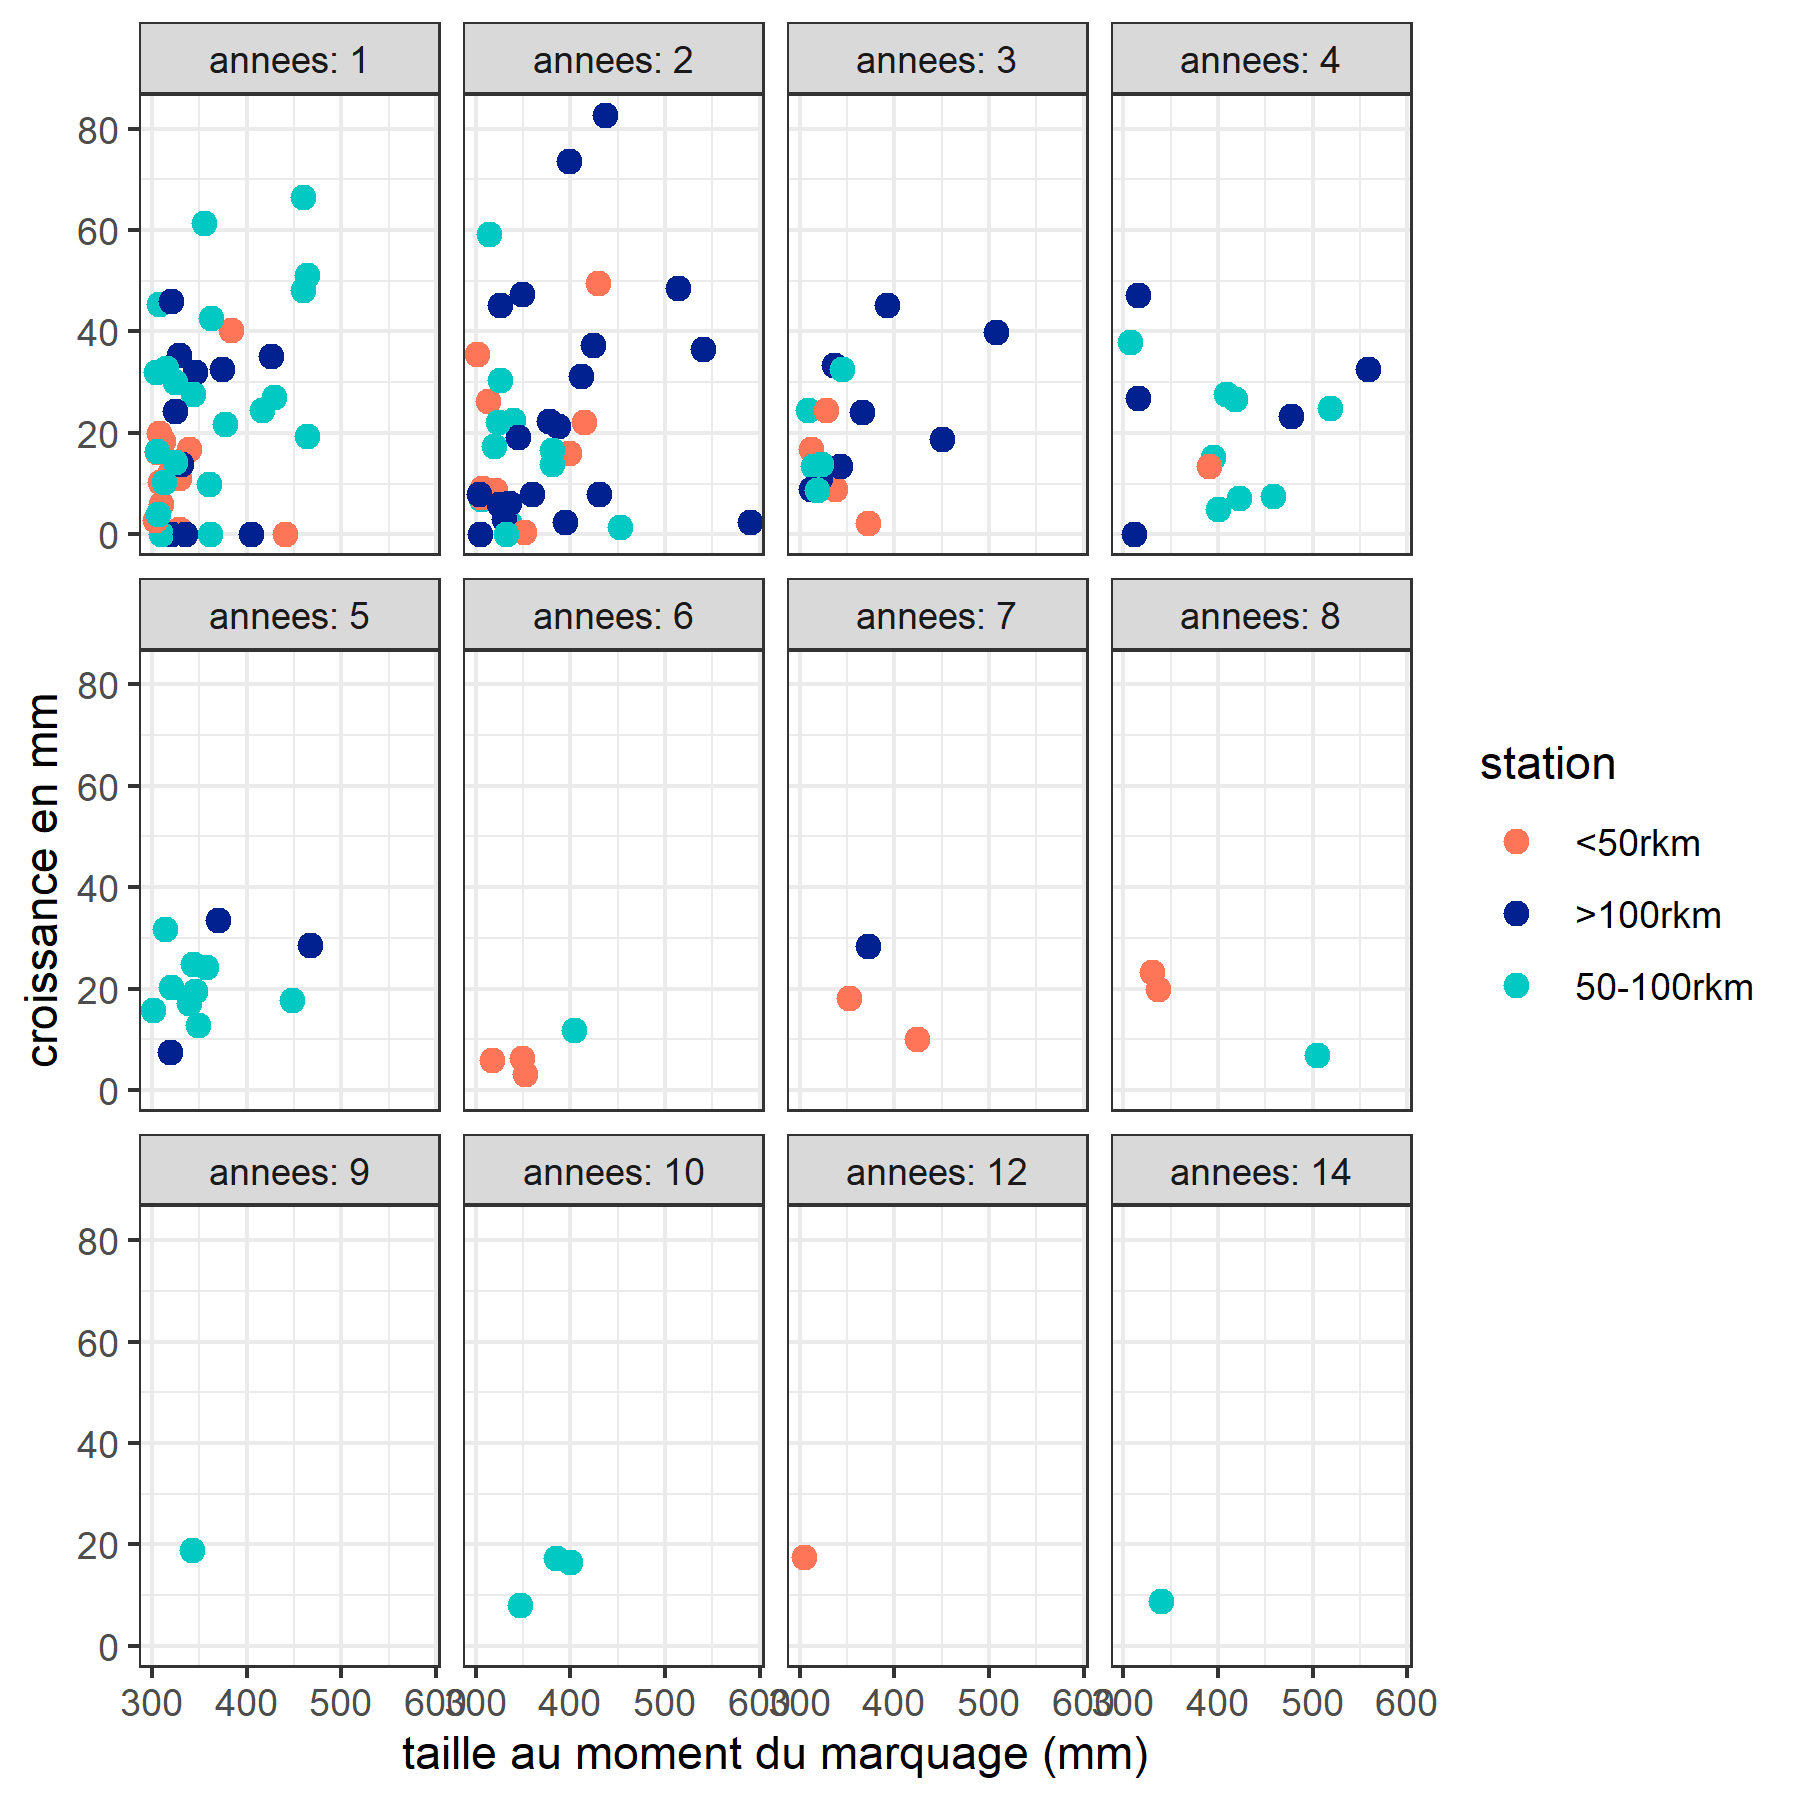 annees: 1 annees: 2 annees: 3 annees: 4
80
60
40
20
0
annees: 5 annees: 6 annees: 7 annees: 8
80
60
40
20
0
croissance en mm
annees: 9 annees: 10 annees: 12 annees: 14
80
60
40
20
0
300 400 500 600 300 400 500 600 300 400 500 600 300 400 500 600
taille au moment du marquage (mm)
station
<50rkm
>100rkm
50-100rkm